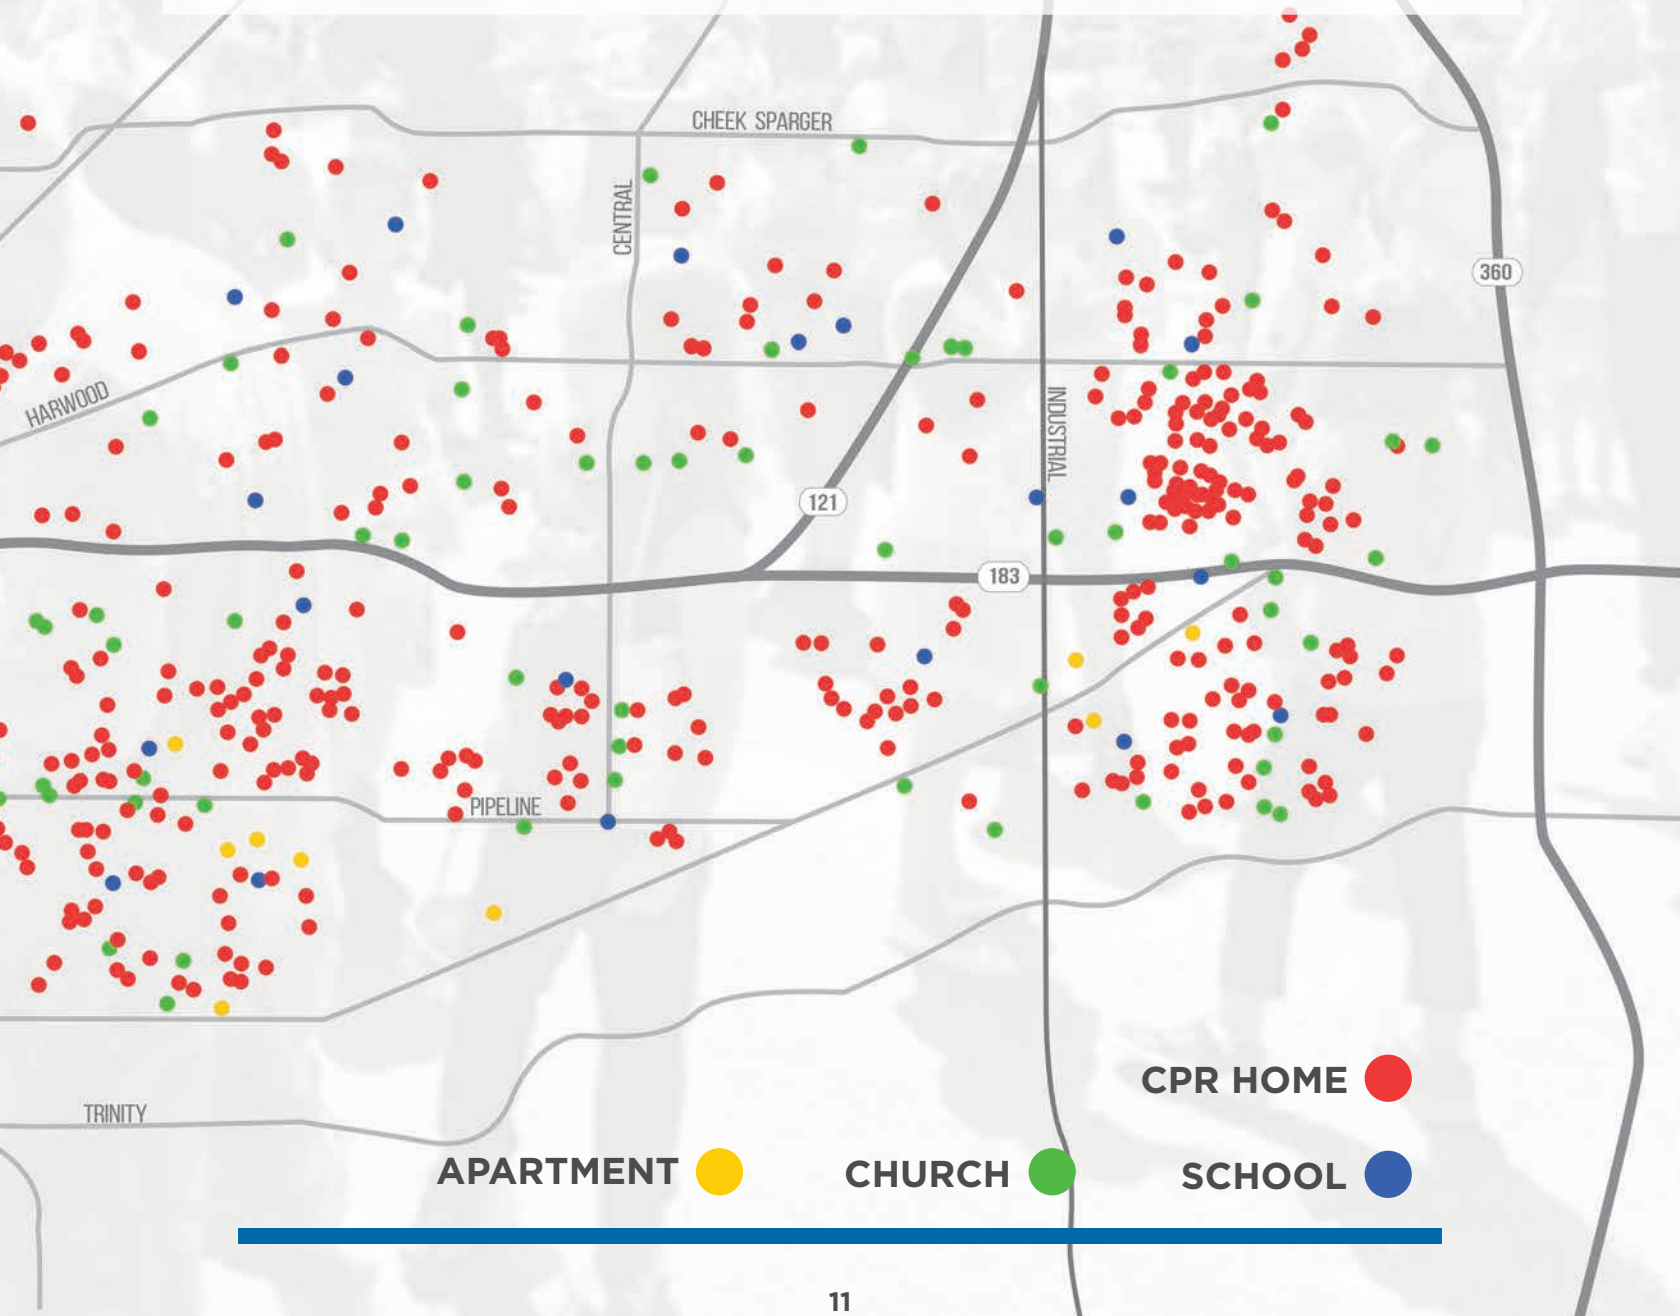 CHEEK SPARGER
CENTRAL
360
HARWOOD
INDUSTRIAL
121
183
PIPELINE
CPR HOME
TRINITY
APARTMENT
CHURCH
SCHOOL
11